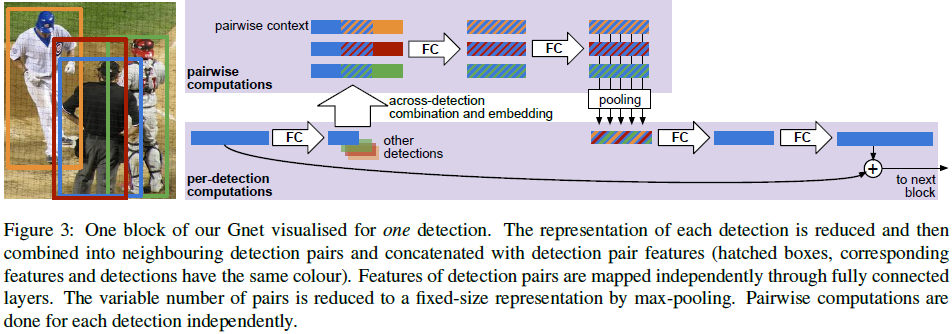 pairwise context
FC
FC
pairwise computations
pooling
across-detection
combination and embedding
FC
other
detections
FC
FC
per-detection
computations
+
to next
block
Figure 3: One block of our Gnet visualised for one detection. The representation of each detection is reduced and then
combined into neighbouring detection pairs and concatenated with detection pair features (hatched boxes, corresponding
features and detections have the same colour). Features of detection pairs are mapped independently through fully connected
layers. The variable number of pairs is reduced to a fixed-size representation by max-pooling. Pairwise computations are
done for each detection independently.